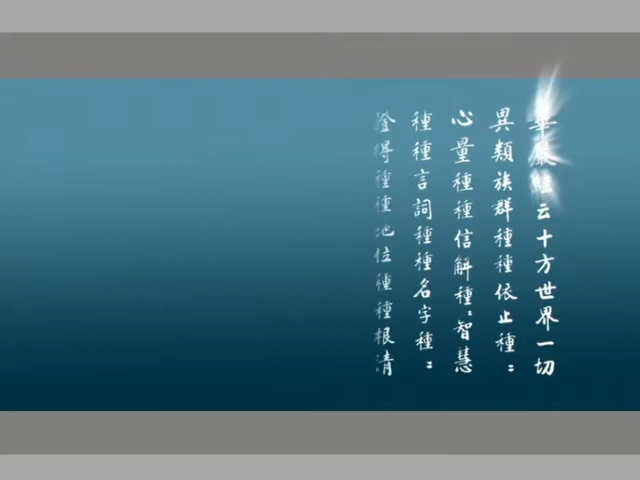 華嚴經云十方世界一切
異類族群種種依止種：
心量種種信解種：智慧
種種言詞種種名字種：
證得種種地位種種根清